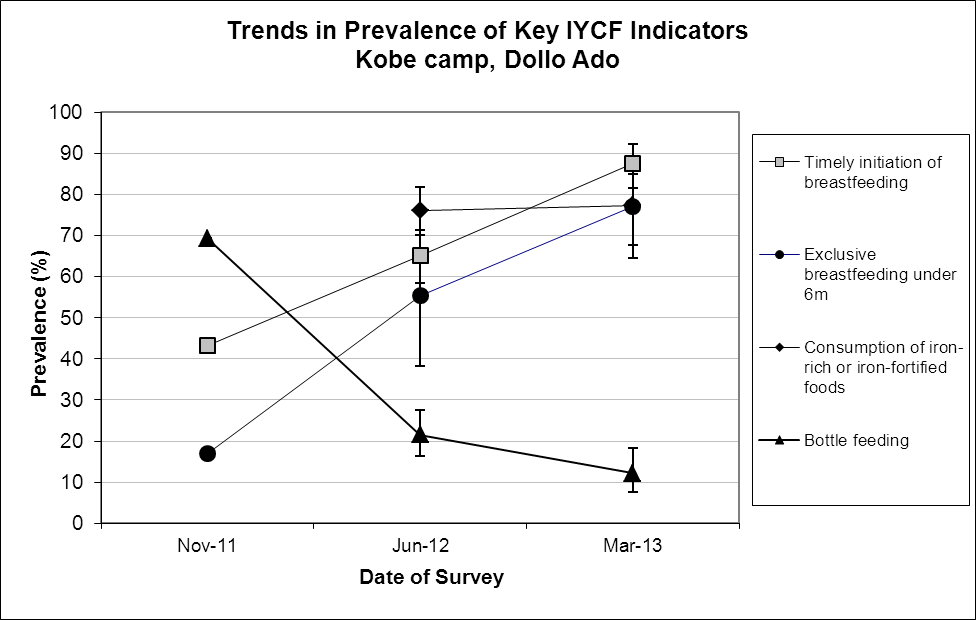 Trends in Prevalence of Key IYCF Indicators
Kobe camp, Dollo Ado
100
90
80
70
60
50
40
30
20
10
0
Prevalence (%)
Nov-11
Jun-12
Mar-13
Date of Survey
Timely initiation of
breastfeeding
Exclusive
breastfeeding under
6m
Consumption of iron-
rich or iron-fortified
foods
Bottle feeding